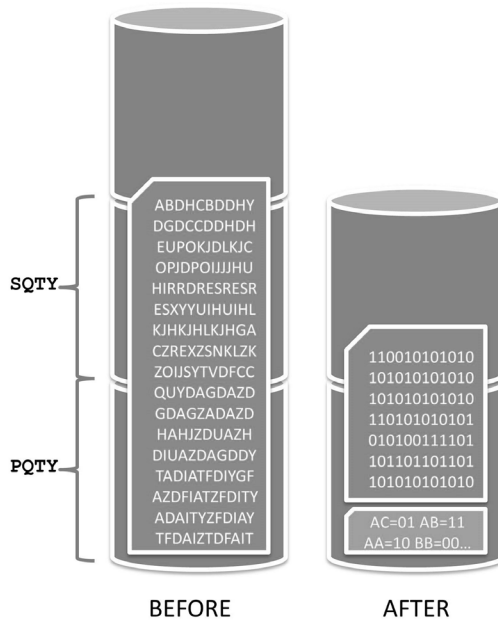 ABDHCBDDHY
DGDCCDDHDH
EUPOKJDLKJC
OPJDPOIJJJHU
HIRRDRESRESR
ESXYYUIHUIHL
KJHKJHLKJHGA
CZREXZSNKLZK
ZOIJSYTVDFCC
QUYDAGDAZD
GDAGZADAZD
HAHJZDUAZH
DIUAZDAGDDY
TADIATFDIYGF
AZDFIATZFDITY
ADAITYZFDIAY
TFDAIZTDFAIT
SQTY
PQTY
110010101010
101010101010
101010101010
110101010101
010100111101
101101101101
101010101010
AC=01 AB=11
AA=10 BB=00...
BEFORE
AFTER